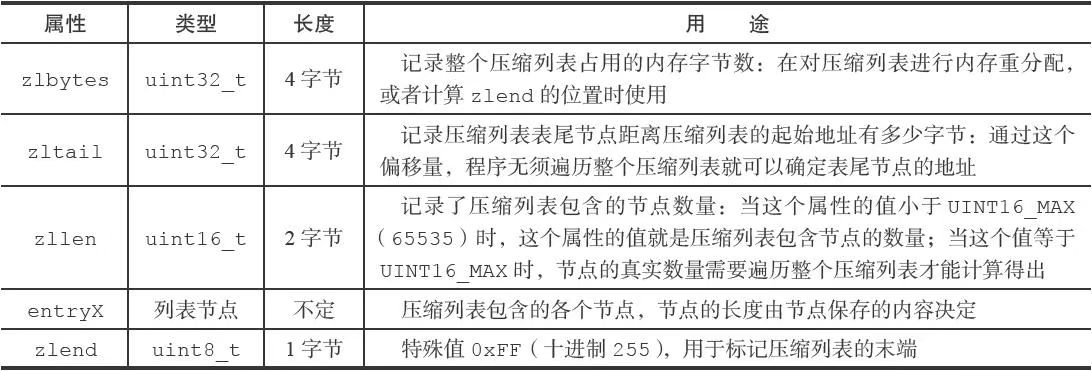 属性 类型 长度 用 途
zlbytes uint32_t 4 字节 记录整个压缩列表占用的内存字节数：在对压缩列表进行内存重分配，
或者计算 zlend 的位置时使用
zltail uint32_t 4 字节 记录压缩列表表尾节点距离压缩列表的起始地址有多少字节：通过这个
偏移量，程序无须遍历整个压缩列表就可以确定表尾节点的地址
zllen uint16_t 2 字节 记录了压缩列表包含的节点数量：当这个属性的值小于 UINT16_MAX
（65535）时，这个属性的值就是压缩列表包含节点的数量；当这个值等于
UINT16_MAX 时，节点的真实数量需要遍历整个压缩列表才能计算得出
entryX 列表节点 不定 压缩列表包含的各个节点，节点的长度由节点保存的内容决定
zlend uint8_t 1 字节 特殊值 0xFF（十进制 255），用于标记压缩列表的末端